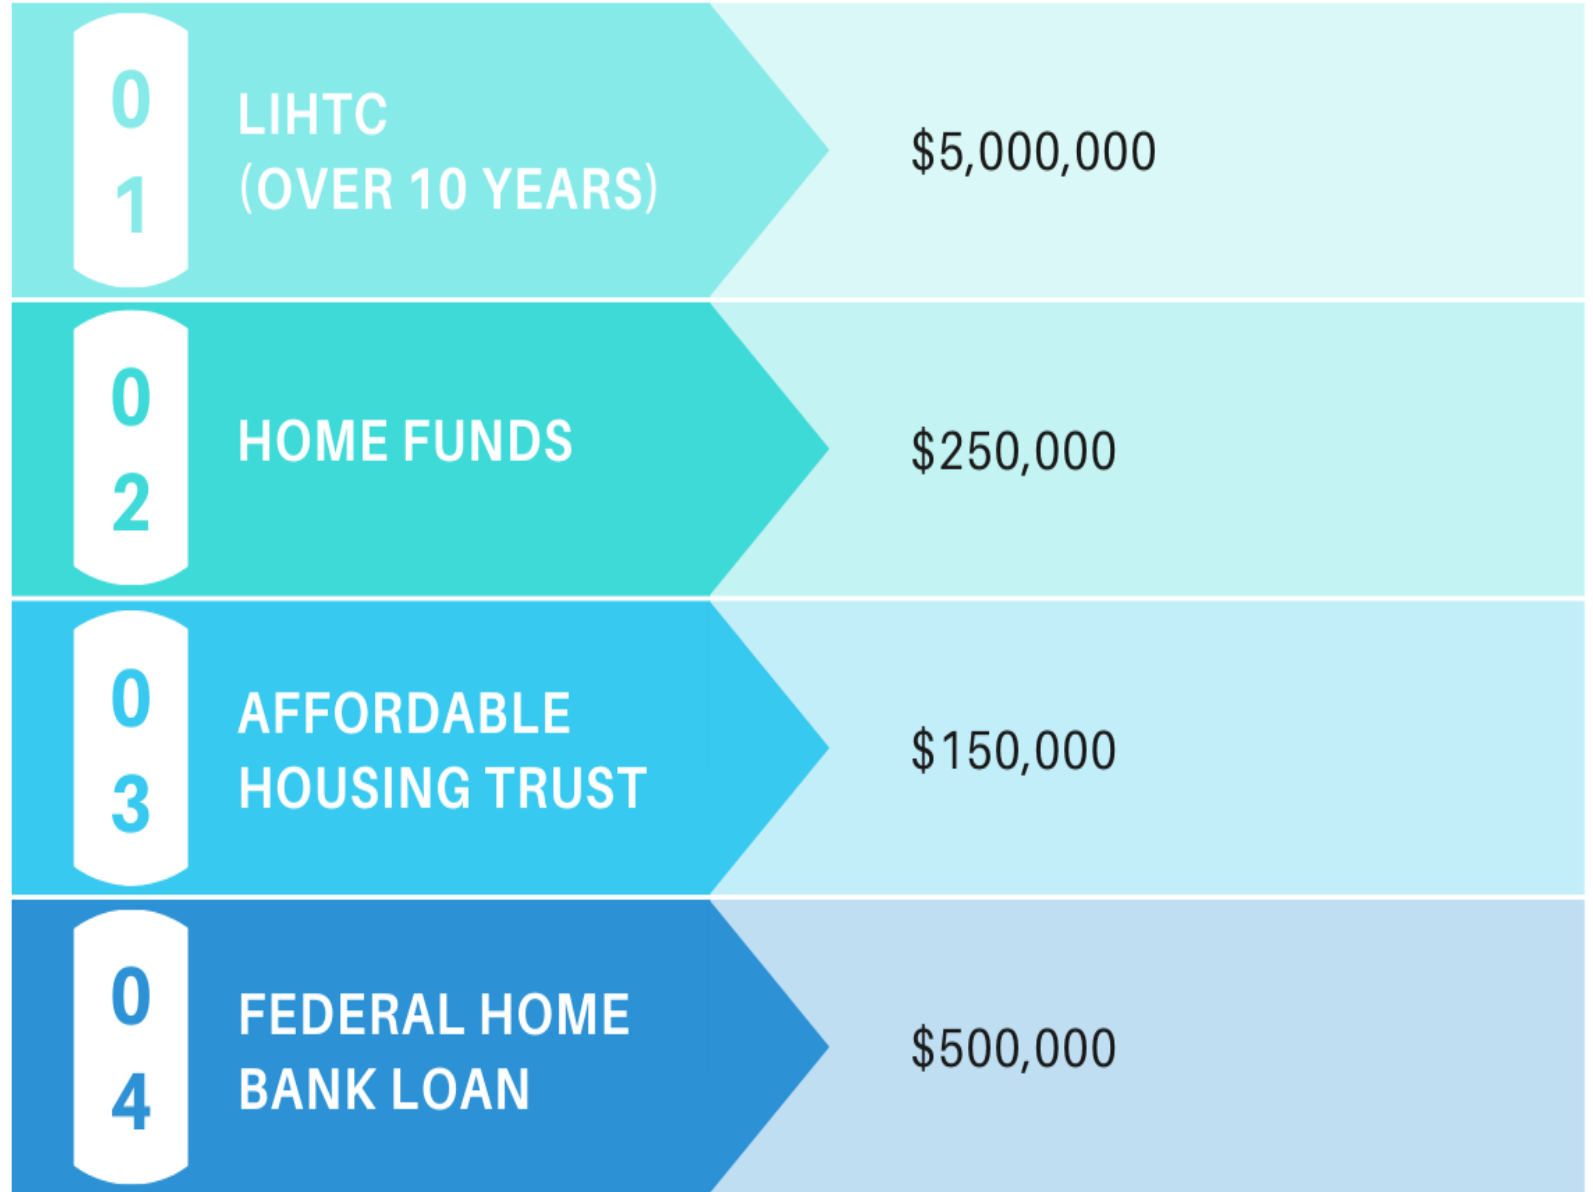 0
1
LIHTC
(OVER 10 YEARS)
$5,000,000
0
2
HOME FUNDS
$250,000
0
3
AFFORDABLE
HOUSING TRUST
$150,000
0
4
FEDERAL HOME
BANK LOAN
$500,000